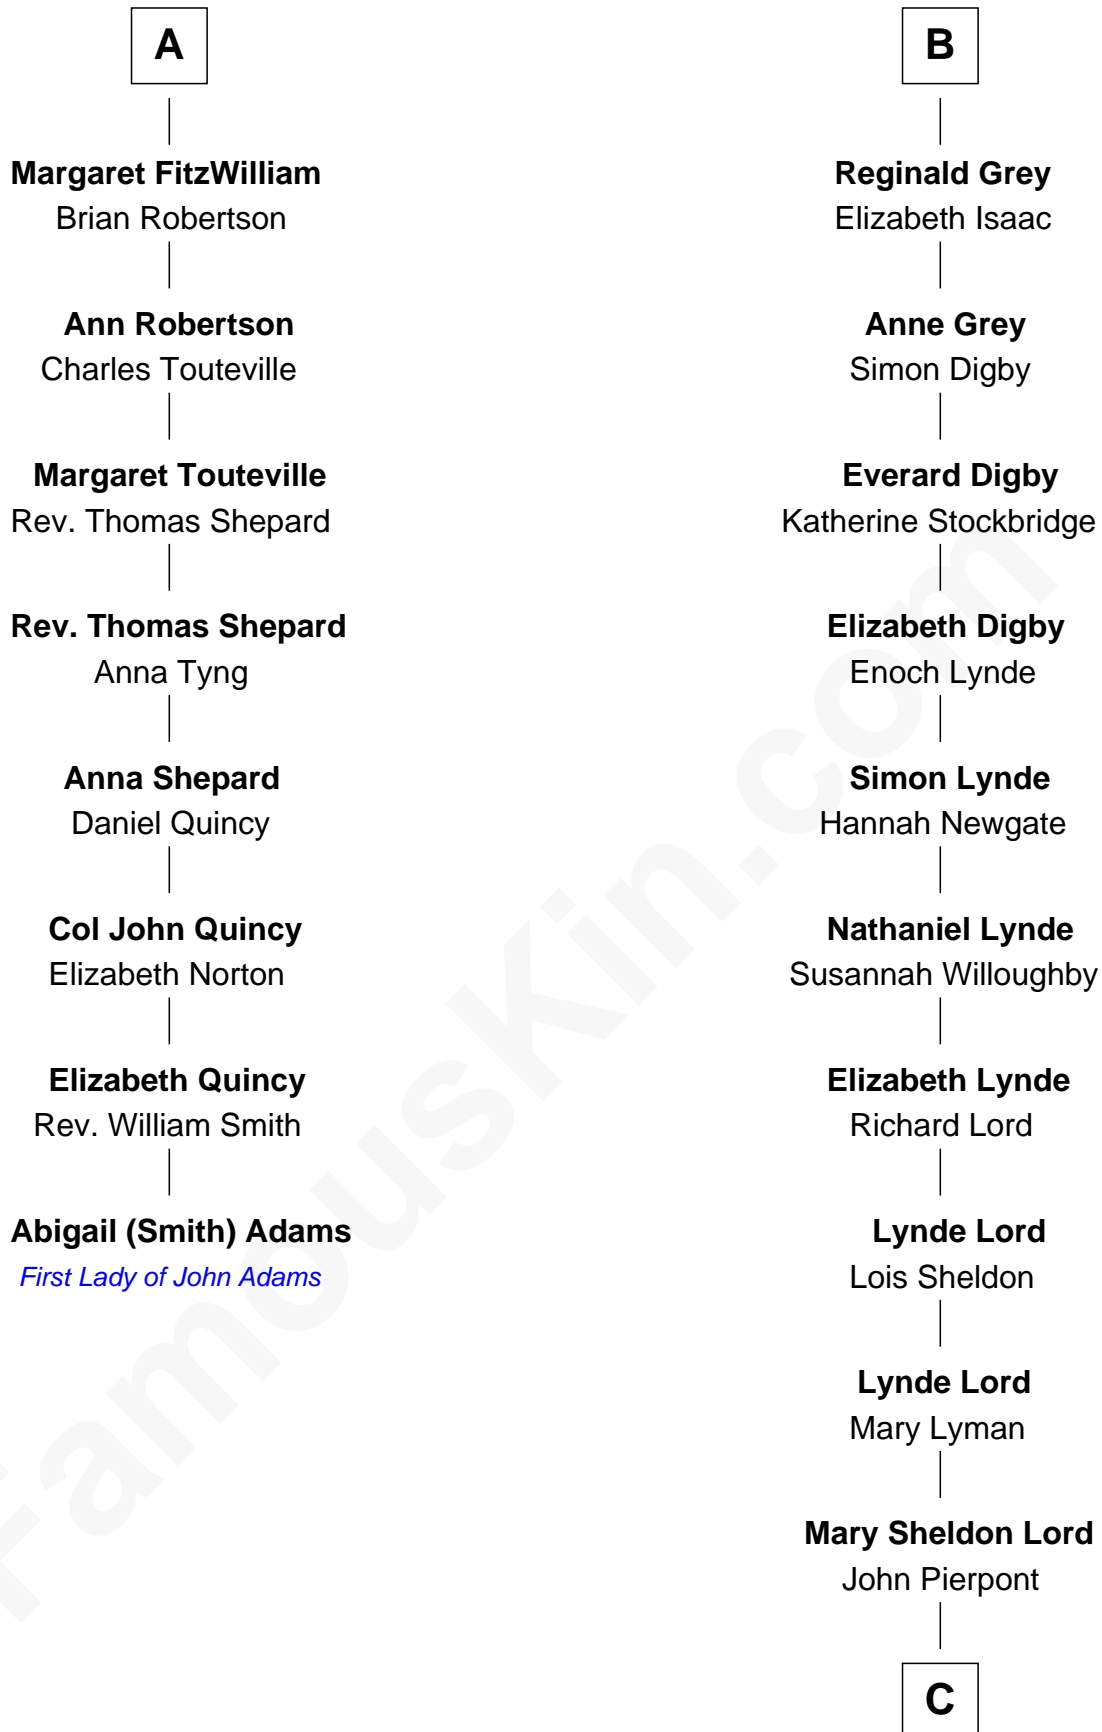 A
Margaret FitzWilliam
Brian Robertson
Ann Robertson
Charles Touteville
Margaret Touteville
Rev. Thomas Shepard
Rev. Thomas Shepard
Anna Tyng
Anna Shepard
Daniel Quincy
Col John Quincy
Elizabeth Norton
Elizabeth Quincy
Rev. William Smith
Abigail (Smith) Adams
First Lady of John Adams
B
Reginald Grey
Elizabeth Isaac
Anne Grey
Simon Digby
Everard Digby
Katherine Stockbridge
Elizabeth Digby
Enoch Lynde
Simon Lynde
Hannah Newgate
Nathaniel Lynde
Susannah Willoughby
Elizabeth Lynde
Richard Lord
Lynde Lord
Lois Sheldon
Lynde Lord
Mary Lyman
Mary Sheldon Lord
John Pierpont
C
FamousKin.com